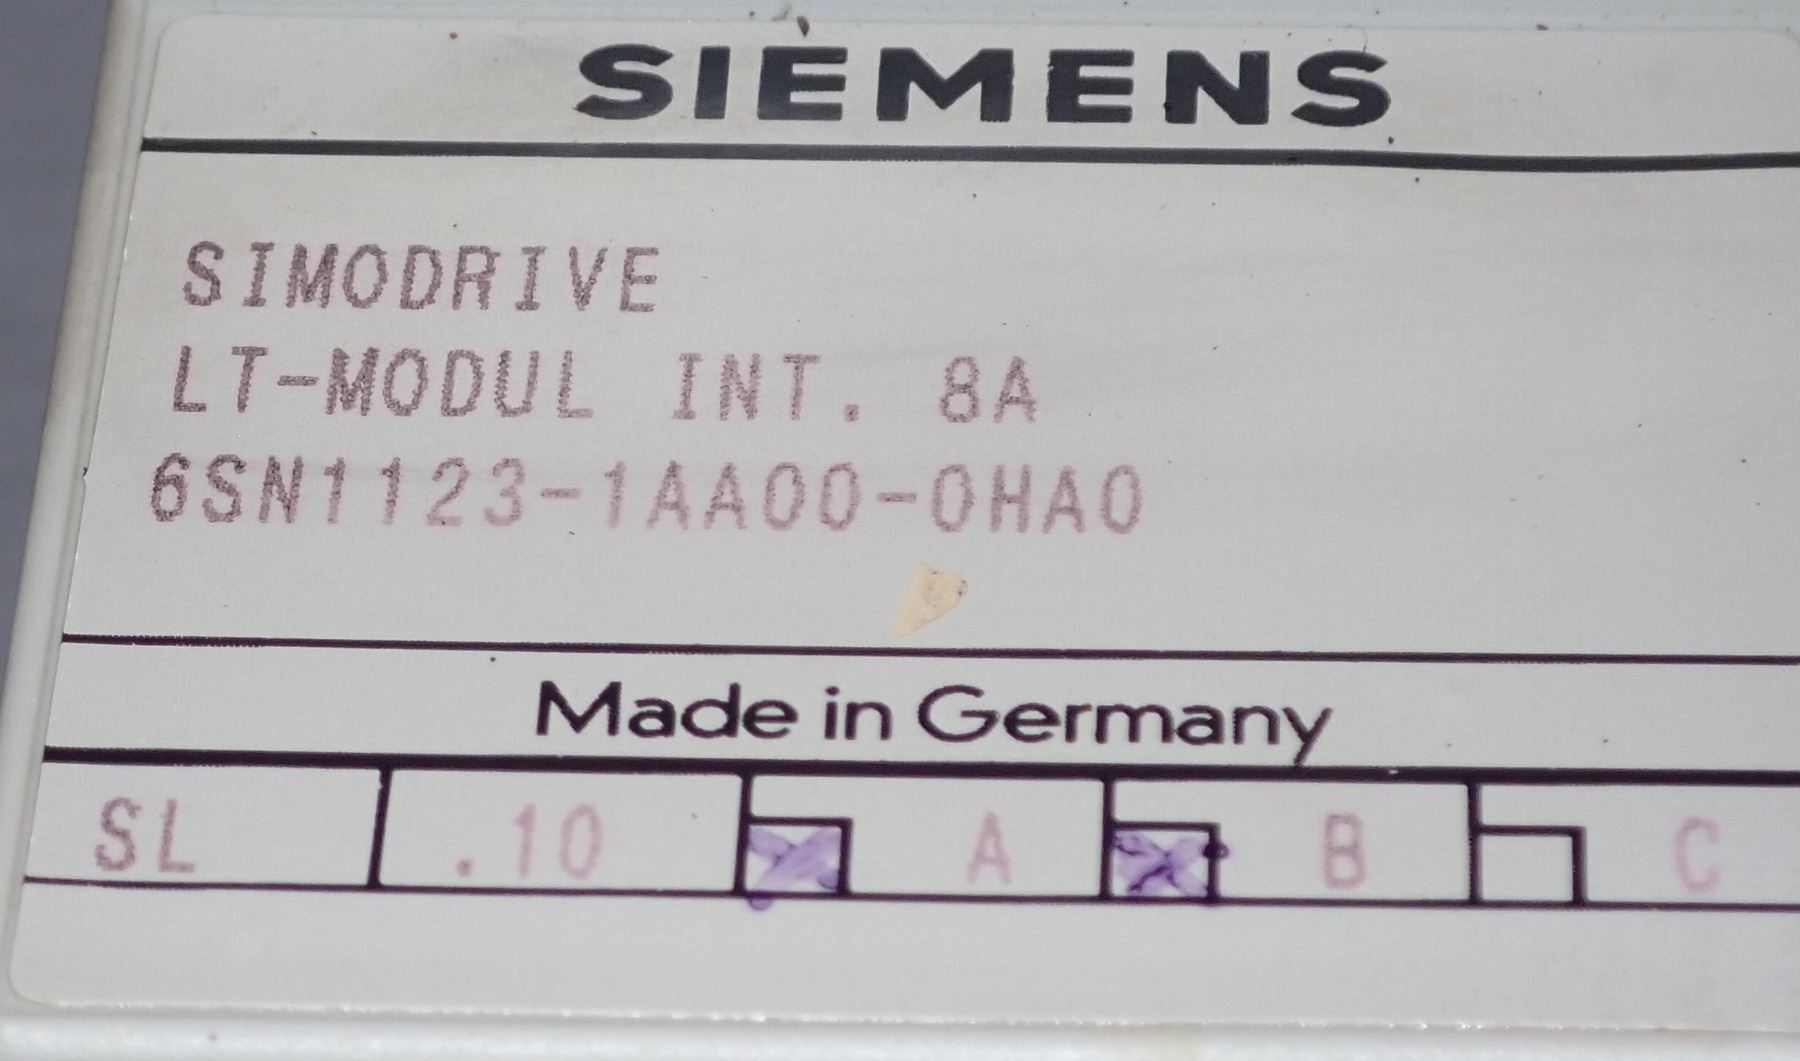 SIEMENS
SIMODRIVE
LT-MODUL INT. 8A
6SN1123-1AA00-0HA0
Made in Germany
SL .10 A B C